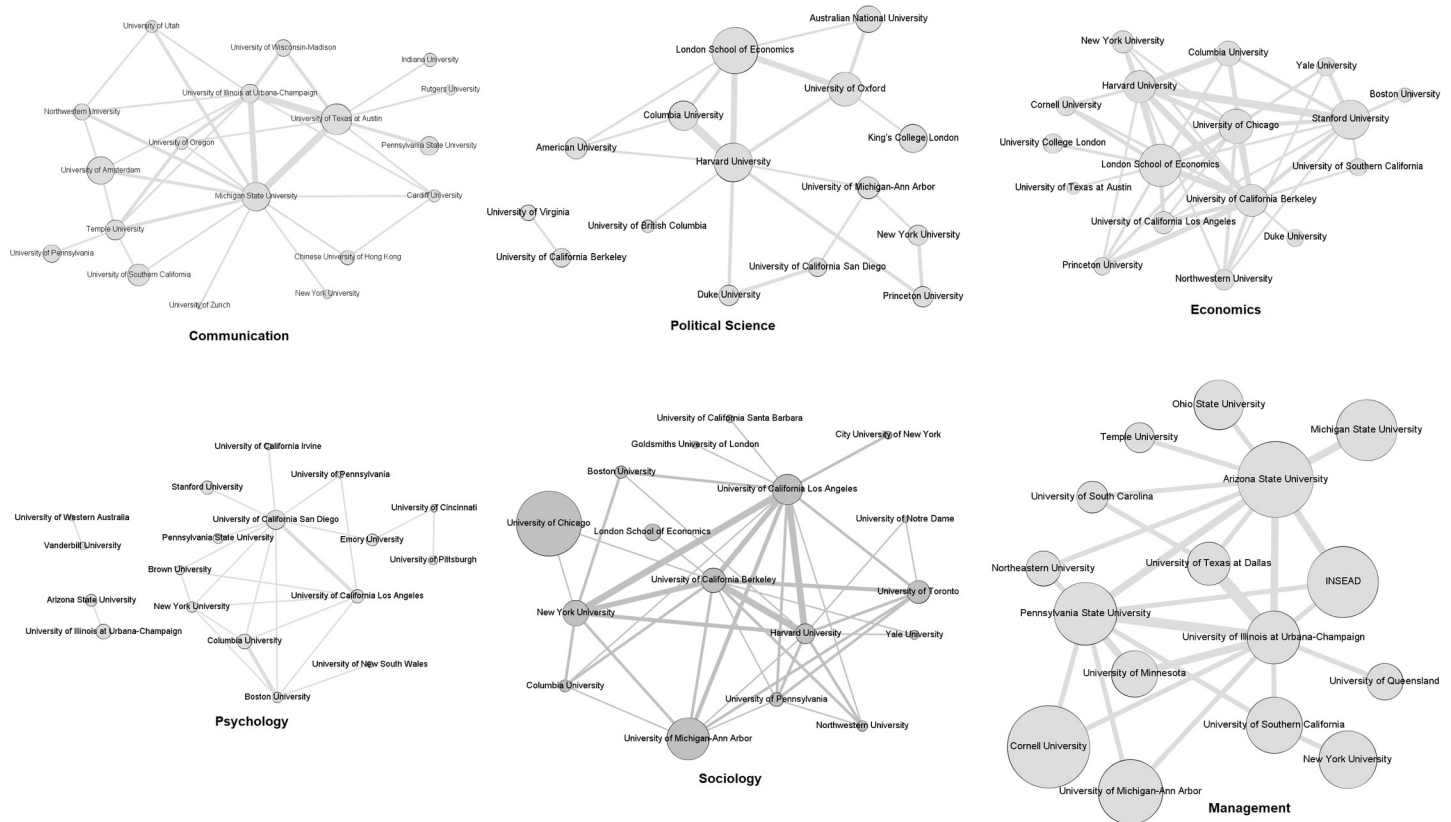 University of Utah
University of Wisconsin-Madison
Indiana University
University of Illinois at Urbana-Champaign
Rutgers University
Northwestern University
University of Texas at Austin
University of Oregon
Pennsylvania State University
University of Amsterdam
Michigan State University
Cardiff University
Temple University
University of Pennsylvania
Chinese University of Hong Kong
University of Southern California
New York University
University of Zurich
Communication
Australian National University
London School of Economics
University of Oxford
Columbia University
King's College London
American University
Harvard University
University of Michigan-Ann Arbor
University of Virginia
University of British Columbia
New York University
University of California Berkeley
University of California San Diego
Duke University
Princeton University
Political Science
New York University
Columbia University
Yale University
Harvard University
Boston University
Cornell University
Stanford University
University of Chicago
University College London
London School of Economics
University of Southern California
University of Texas at Austin
University of California Berkeley
University of California Los Angeles
Duke University
Princeton University
Northwestern University
Economics
University of California Irvine
University of Pennsylvania
Stanford University
University of Cincinnati
University of Western Australia
University of California San Diego
Pennsylvania State University
Emory University
Vanderbilt University
University of Pittsburgh
Brown University
Arizona State University
University of California Los Angeles
New York University
University of Illinois at Urbana-Champaign
Columbia University
University of New South Wales
Boston University
Psychology
University of California Santa Barbara
City University of New York
Goldsmiths University of London
Boston University
University of California Los Angeles
University of Chicago
University of Notre Dame
London School of Economics
University of California Berkeley
University of Toronto
New York University
Harvard University
Yale University
Columbia University
University of Pennsylvania
Northwestern University
University of Michigan-Ann Arbor
Sociology
Ohio State University
Michigan State University
Temple University
Arizona State University
University of South Carolina
University of Texas at Dallas
Northeastern University
INSEAD
Pennsylvania State University
University of Illinois at Urbana-Champaign
University of Minnesota
University of Queensland
University of Southern California
Cornell University
New York University
University of Michigan-Ann Arbor
Management